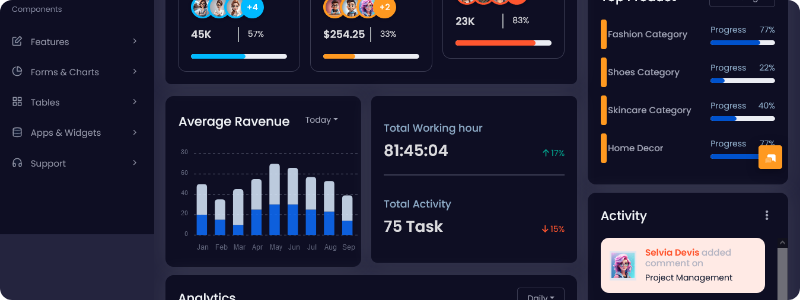 Components
Features
Forms & Charts
Tables
Apps & Widgets
Support
+4
45K
57%
+2
$254.25
33%
23K
83%
Average Ravenue
Today
80
60
40
20
0
Jan Feb Mar Apr May Jun Jul Aug Sep
Total Working hour
81:45:04
17%
Total Activity
75 Task
15%
Analytics
Daily
Top Product
Fashion Category
Progress 77%
Shoes Category
Progress 22%
Skincare Category
Progress 40%
Home Decor
Progress 77%
Activity
Selvia Devis added
comment on
Project Management